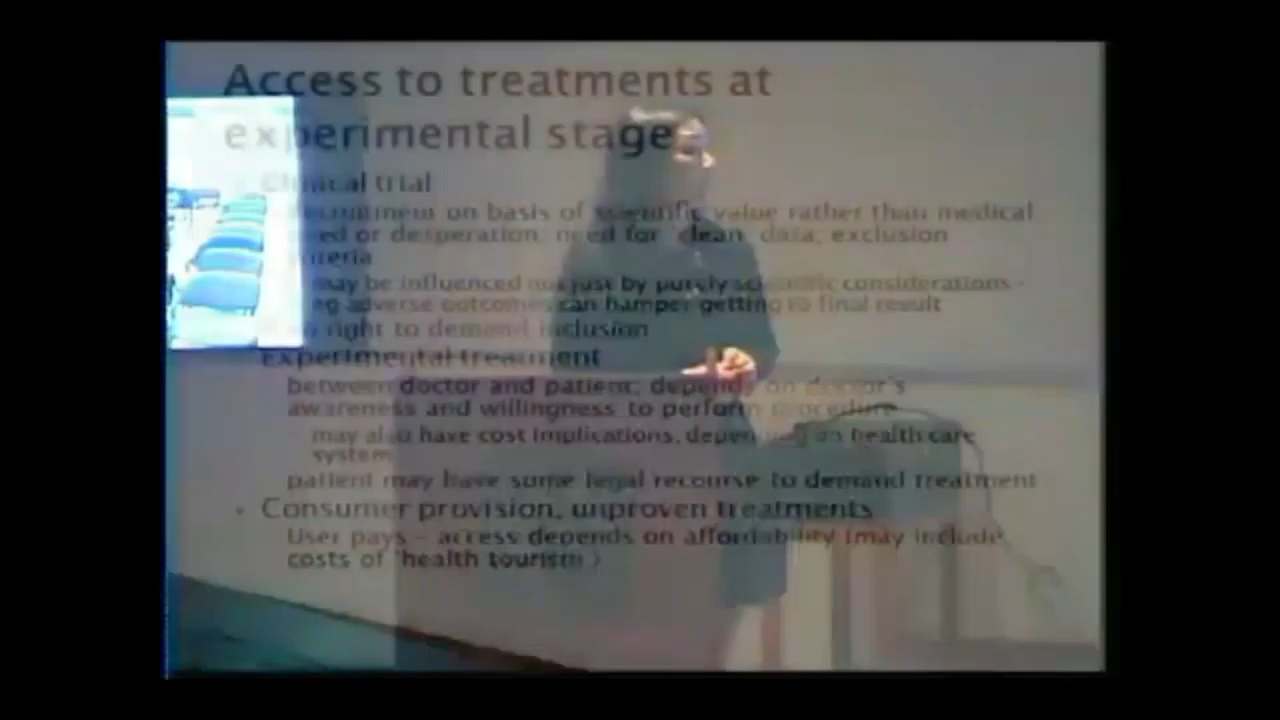 Access to treatments at
experimental stage
Clinical trial
recruitment on basis of scientific value rather than medical
need or desperation; need for 'clean' data; exclusion
criteria
may be influenced not just by purely scientific considerations -
eg adverse outcomes can hamper getting to final result
no right to demand inclusion
Experimental treatment
between doctor and patient; depends on doctor's
awareness and willingness to perform procedure
may also have cost implications, depending on health care
system
patient may have some legal recourse to demand treatment
• Consumer provision, unproven treatments
User pays – access depends on affordability (may include
costs of 'health tourism')